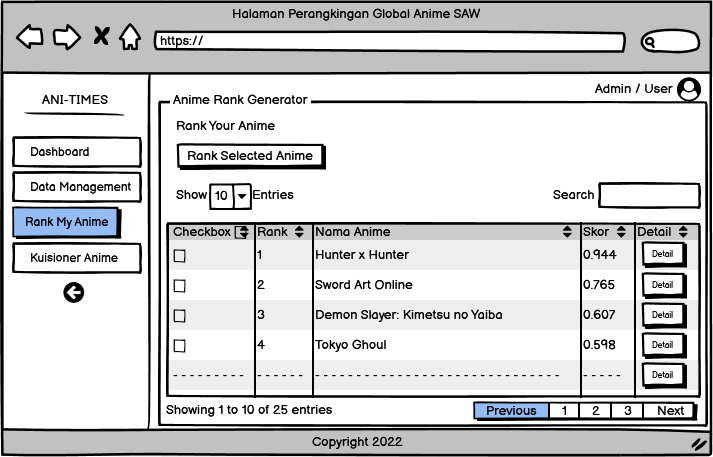 Halaman Perangkingan Global Anime SAW
https://
Admin / User
ANI-TIMES
Dashboard
Data Management
Rank My Anime
Kuisioner Anime
Anime Rank Generator
Rank Your Anime
Rank Selected Anime
Show 10 Entries
Search
Checkbox Rank Nama Anime Skor Detail
1 Hunter x Hunter 0.944 Detail
2 Sword Art Online 0.765 Detail
3 Demon Slayer: Kimetsu no Yaiba 0.607 Detail
4 Tokyo Ghoul 0.598 Detail
Detail
Showing 1 to 10 of 25 entries
Previous 1 2 3 Next
Copyright 2022